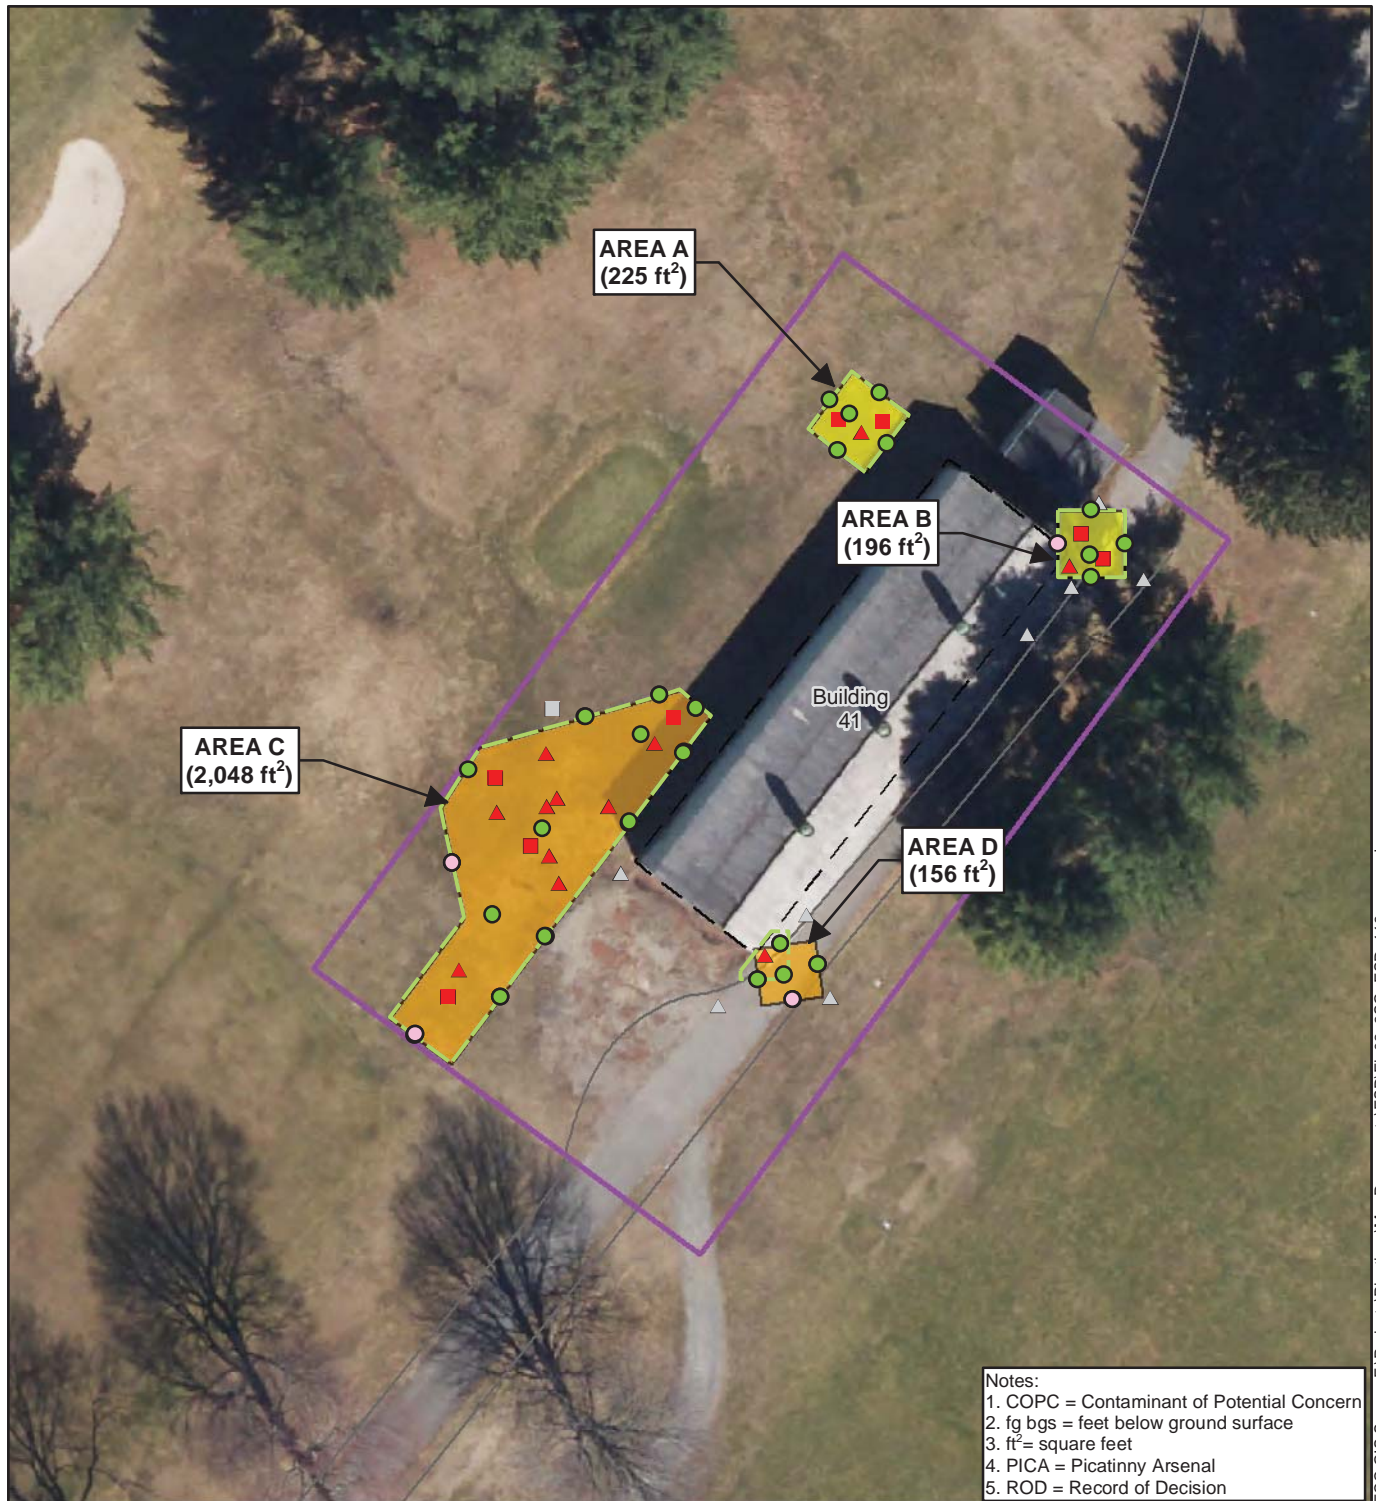 AREA A
(225 ft²)
AREA B
(196 ft²)
Building
41
AREA C
(2,048 ft²)
AREA D
(156 ft²)
Notes:
1. COPC = Contaminant of Potential Concern
2. fg bgs = feet below ground surface
3. ft²= square feet
4. PICA = Picatinny Arsenal
5. ROD = Record of Decision